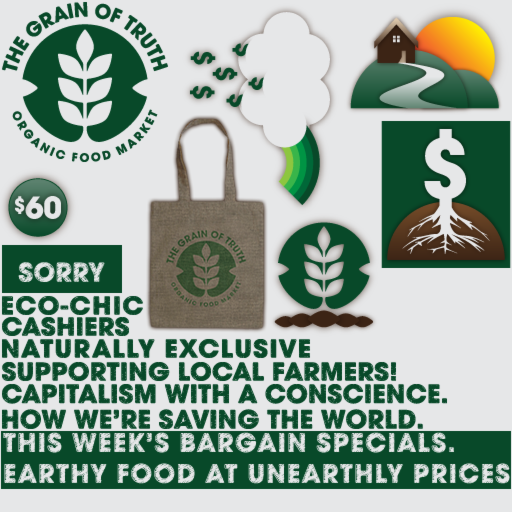 THE GRAIN OF TRUTH
ORGANIC FOOD MARKET
$ $ $ $ $ $
$
$60
THE GRAIN OF TRUTH
ORGANIC FOOD MARKET
SORRY
ECO-CHIC
CASHIERS
NATURALLY EXCLUSIVE
SUPPORTING LOCAL FARMERS!
CAPITALISM WITH A CONSCIENCE.
HOW WE'RE SAVING THE WORLD.
THIS WEEK'S BARGAIN SPECIALS.
EARTHY FOOD AT UNEARTHLY PRICES